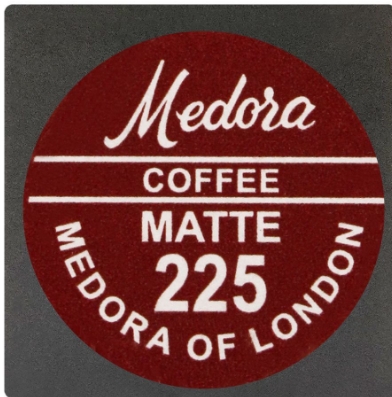 Medora
COFFEE
MATTE
225
MEDORA OF LONDON